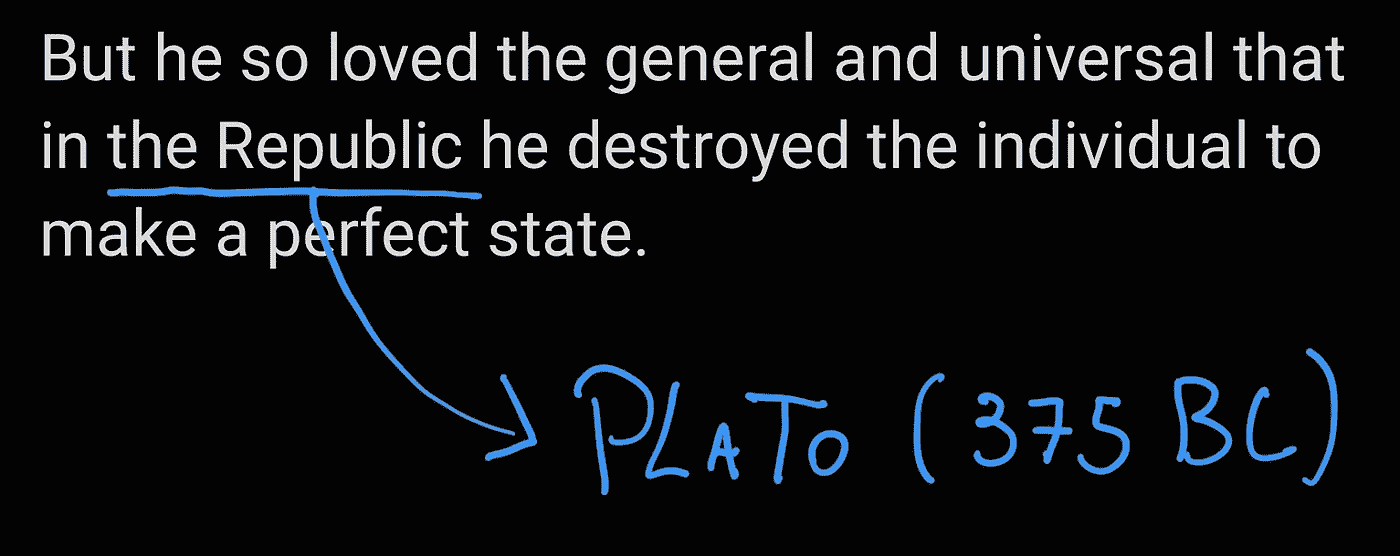 But he so loved the general and universal that
in the Republic he destroyed the individual to
make a perfect state.
PLATO (375 BC)